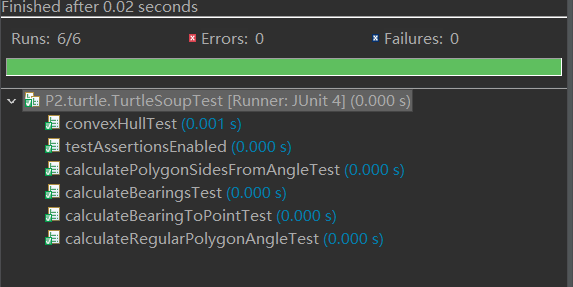 Finished after 0.02 seconds
Runs: 6/6 Errors: 0 Failures: 0
P2.turtle.TurtleSoupTest [Runner: JUnit 4] (0.000 s)
convexHullTest (0.001 s)
testAssertionsEnabled (0.000 s)
calculatePolygonSidesFromAngleTest (0.000 s)
calculateBearingsTest (0.000 s)
calculateBearingToPointTest (0.000 s)
calculateRegularPolygonAngleTest (0.000 s)